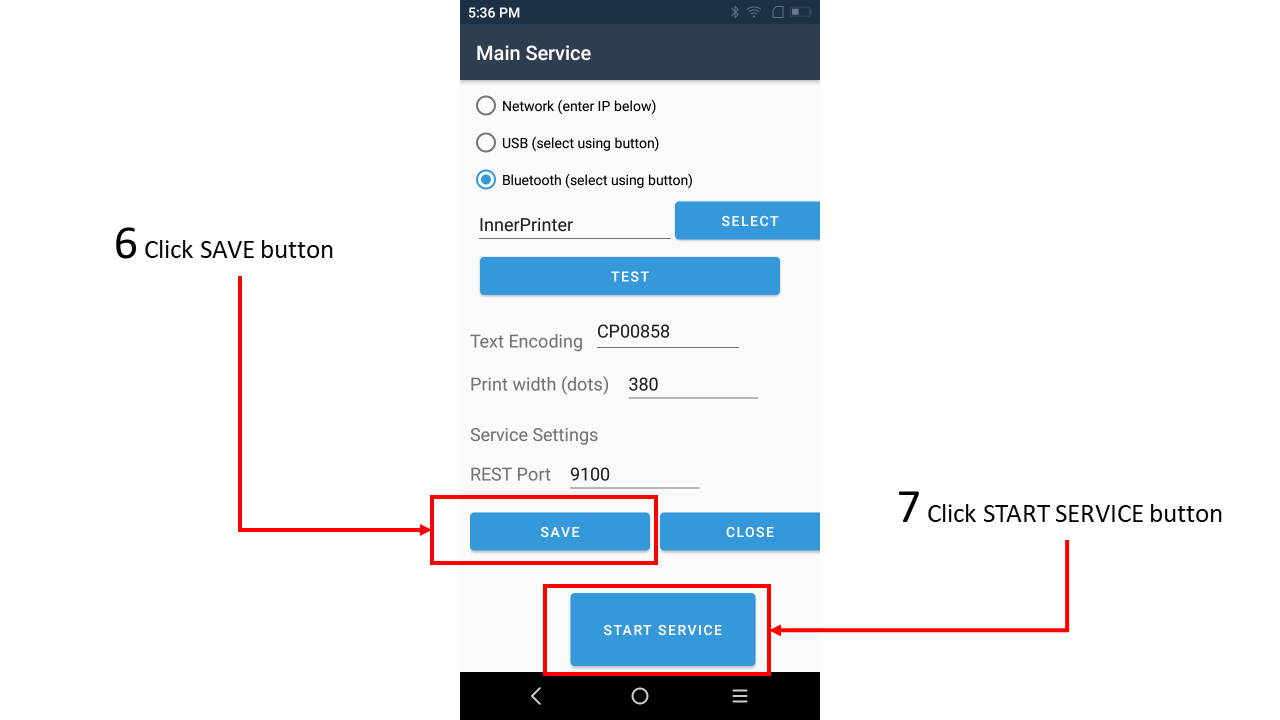 5:36 PM
Main Service
Network (enter IP below)
USB (select using button)
Bluetooth (select using button)
InnerPrinter
SELECT
6 Click SAVE button
TEST
Text Encoding CP00858
Print width (dots) 380
Service Settings
REST Port 9100
7 Click START SERVICE button
SAVE
CLOSE
START SERVICE